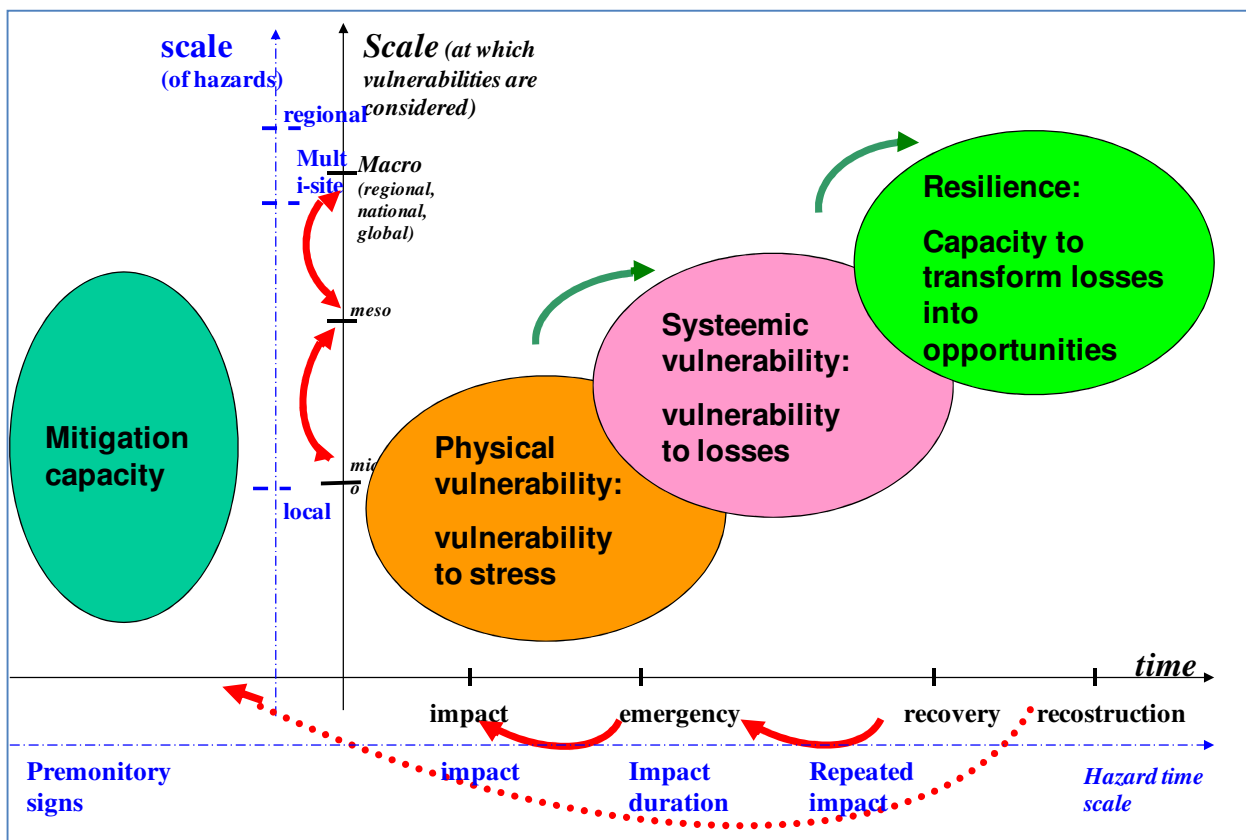 scale
(of hazards)
Scale (at which
vulnerabilities are
considered)
regional
Mult
i-site
Macro
(regional,
national,
global)
meso
o
local
Mitigation
capacity
Physical
vulnerability:
vulnerability
to stress
Systeemic
vulnerability:
vulnerability
to losses
Resilience:
Capacity to
transform losses
into
opportunities
time
impact
emergency
recovery
recostruction
Premonitory
signs
impact
Impact
duration
Repeated
impact
Hazard time
scale